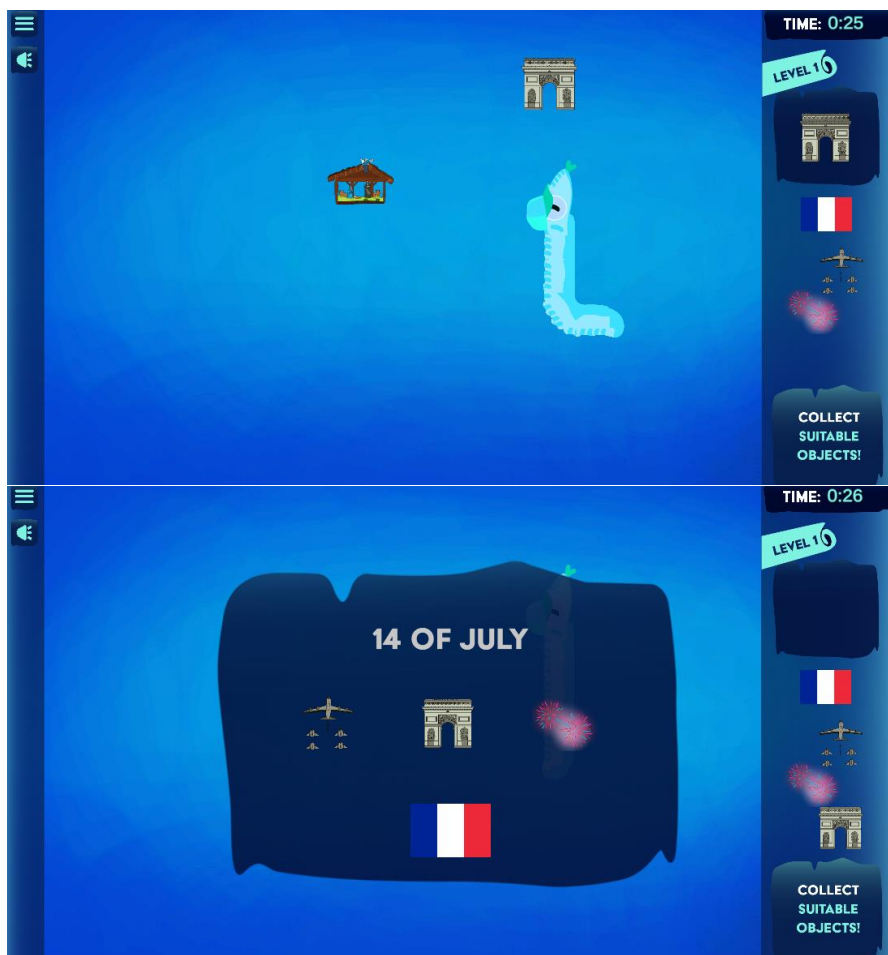 TIME: 0:25
LEVEL 1
COLLECT
SUITABLE
OBJECTS!
TIME: 0:26
LEVEL 1
14 OF JULY
COLLECT
SUITABLE
OBJECTS!